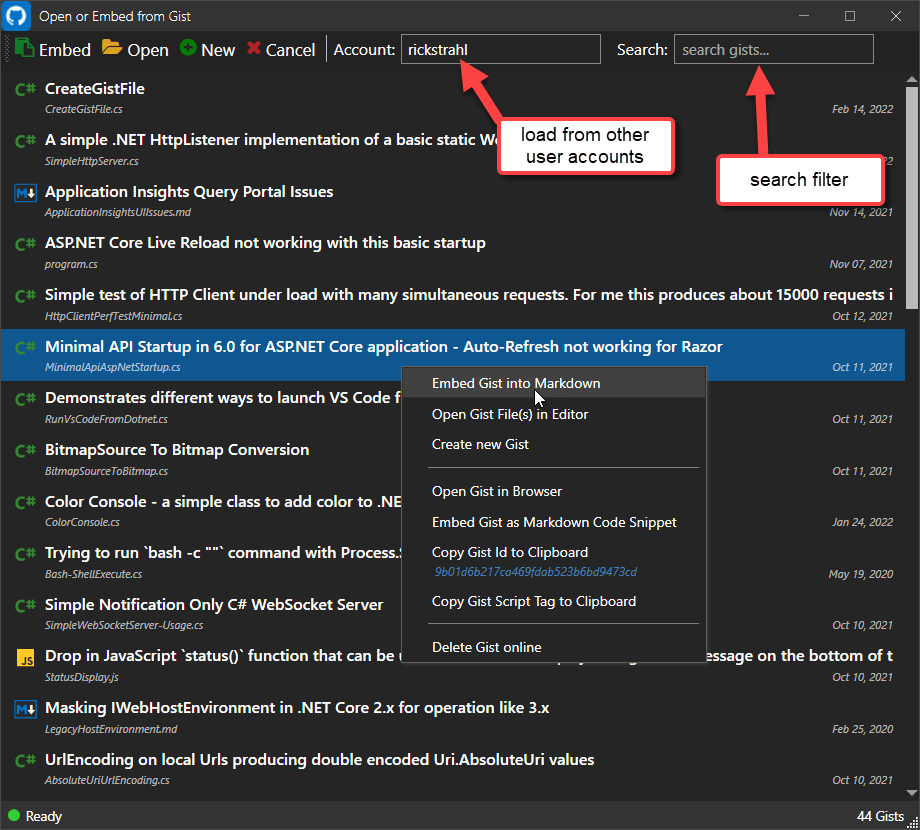 Open or Embed from Gist
Embed Open New Cancel Account: rickstrahl Search: search gists...
C# CreateGistFile
CreateGistFile.cs Feb 14, 2022
load from other
user accounts
search filter
C# A simple .NET HttpListener implementation of a basic static W
SimpleHttpServer.cs 22
M Application Insights Query Portal Issues
ApplicationInsightsUIIssues.md Nov 14, 2021
C# ASP.NET Core Live Reload not working with this basic startup
program.cs Nov 07, 2021
C# Simple test of HTTP Client under load with many simultaneous requests. For me this produces about 15000 requests i
HttpClientPerfTestMinimal.cs Oct 12, 2021
C# Minimal API Startup in 6.0 for ASP.NET Core application - Auto-Refresh not working for Razor
MinimalApiAspNetStartup.cs Oct 11, 2021
C# Demonstrates different ways to launch VS Code f
RunVsCodeFromDotnet.cs Oct 11, 2021
C# BitmapSource To Bitmap Conversion
BitmapSourceToBitmap.cs Oct 11, 2021
C# Color Console - a simple class to add color to .NE
ColorConsole.cs Jan 24, 2022
C# Trying to run `bash -c ""` command with Process.S
Bash-ShellExecute.cs May 19, 2020
C# Simple Notification Only C# WebSocket Server
SimpleWebSocketServer-Usage.cs Oct 10, 2021
JS Drop in JavaScript `status()` function that can be essage on the bottom of t
StatusDisplay.js Oct 10, 2021
M Masking IWebHostEnvironment in .NET Core 2.x for operation like 3.x
LegacyHostEnvironment.md Feb 25, 2020
C# UrlEncoding on local Urls producing double encoded Uri.AbsoluteUri values
AbsoluteUriUrlEncoding.cs Oct 10, 2021
Embed Gist into Markdown
Open Gist File(s) in Editor
Create new Gist
Open Gist in Browser
Embed Gist as Markdown Code Snippet
Copy Gist Id to Clipboard
9b01d6b217ca469fdab523b6bd9473cd
Copy Gist Script Tag to Clipboard
Delete Gist online
Ready 44 Gists